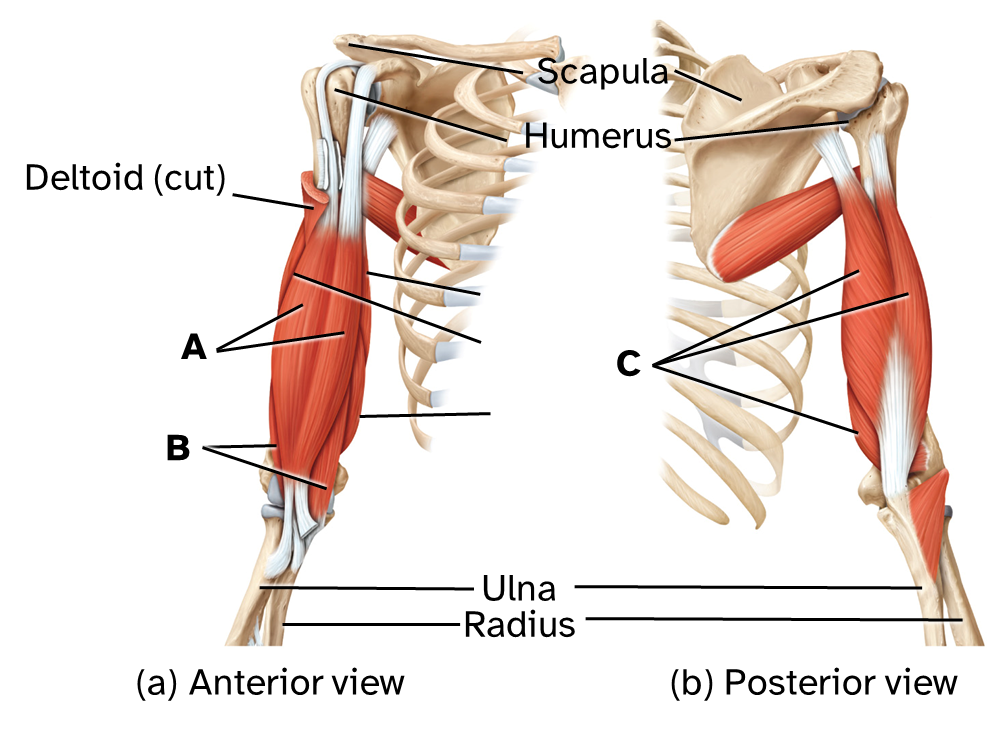 Scapula
Humerus
Deltoid (cut)
A
C
B
Ulna
Radius
(a) Anterior view
(b) Posterior view